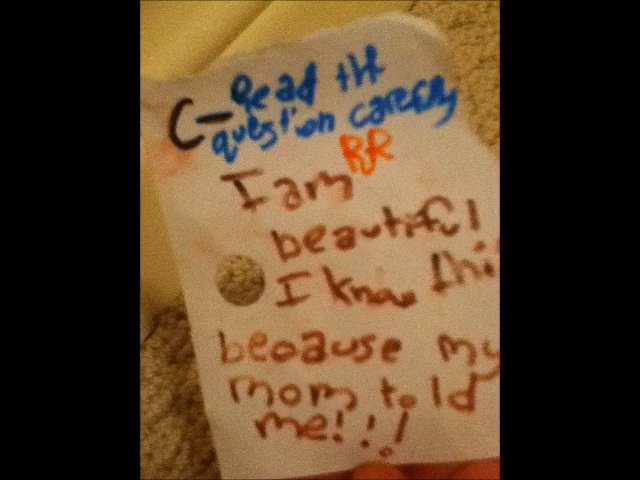 C- Read the
question carefully
RR
I am
beautiful
I know thi
because my
mom told
me!!!